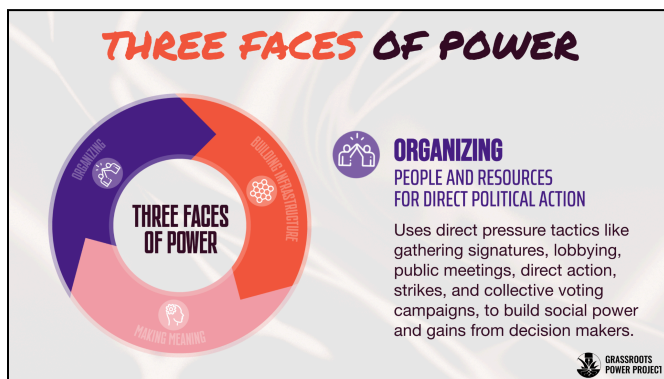 THREE FACES OF POWER
ORGANIZING
BUILDING INFRASTRUCTURE
THREE FACES
OF POWER
MAKING MEANING
ORGANIZING
PEOPLE AND RESOURCES
FOR DIRECT POLITICAL ACTION
Uses direct pressure tactics like
gathering signatures, lobbying,
public meetings, direct action,
strikes, and collective voting
campaigns, to build social power
and gains from decision makers.
GRASSROOTS
POWER PROJECT